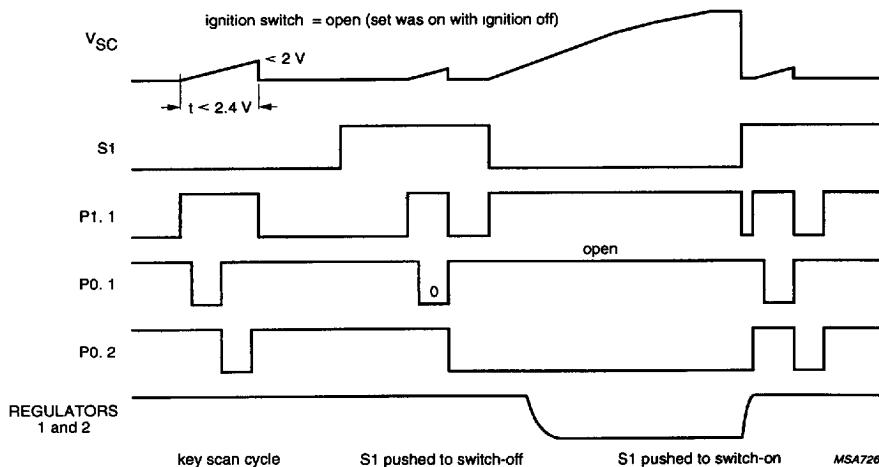 ignition switch = open (set was on with ignition off)
VSC
< 2 V
t < 2.4 V
S1
P1. 1
open
P0. 1
0
P0. 2
REGULATORS
1 and 2
key scan cycle
S1 pushed to switch-off
S1 pushed to switch-on
MSA726